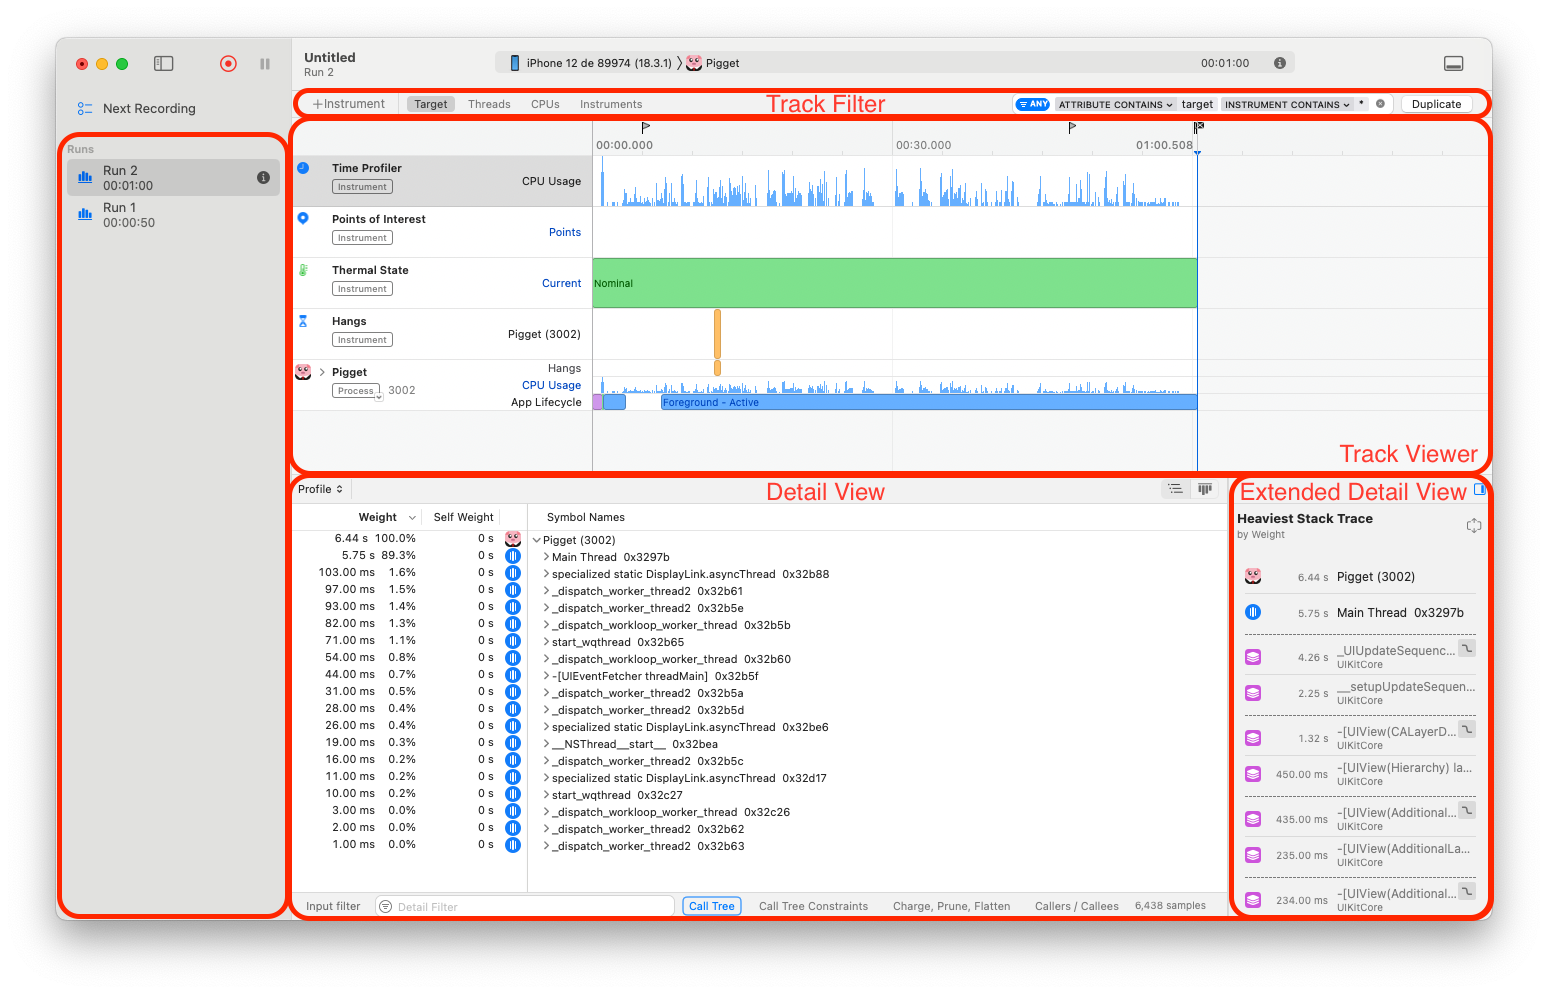 Untitled
Run 2
iPhone 12 de 89974 (18.3.1) 〉 Pigget
00:01:00
Next Recording
+Instrument
Target
Threads
CPUs
Instruments
Track Filter
ANY
ATTRIBUTE CONTAINS
target
INSTRUMENT CONTAINS
*
Duplicate
Runs
Run 2
00:01:00
Run 1
00:00:50
00:00.000
00:30.000
01:00.508
Time Profiler
Instrument
CPU Usage
Points of Interest
Instrument
Points
Thermal State
Instrument
Current
Nominal
Hangs
Instrument
Pigget (3002)
Pigget
Process
3002
Hangs
CPU Usage
App Lifecycle
Foreground - Active
Track Viewer
Profile
Detail View
Weight Self Weight Symbol Names
6.44 s 100.0% 0 s Pigget (3002)
5.75 s 89.3% 0 s Main Thread 0x3297b
103.00 ms 1.6% 0 s specialized static DisplayLink.asyncThread 0x32b88
97.00 ms 1.5% 0 s _dispatch_worker_thread2 0x32b61
93.00 ms 1.4% 0 s _dispatch_worker_thread2 0x32b5e
82.00 ms 1.3% 0 s _dispatch_workloop_worker_thread 0x32b5b
71.00 ms 1.1% 0 s start_wqthread 0x32b65
54.00 ms 0.8% 0 s _dispatch_workloop_worker_thread 0x32b60
44.00 ms 0.7% 0 s -[UIEventFetcher threadMain] 0x32b5f
31.00 ms 0.5% 0 s _dispatch_worker_thread2 0x32b5a
28.00 ms 0.4% 0 s _dispatch_worker_thread2 0x32b5d
26.00 ms 0.4% 0 s specialized static DisplayLink.asyncThread 0x32be6
19.00 ms 0.3% 0 s __NSThread__start__ 0x32bea
16.00 ms 0.2% 0 s _dispatch_worker_thread2 0x32b5c
11.00 ms 0.2% 0 s specialized static DisplayLink.asyncThread 0x32d17
10.00 ms 0.2% 0 s start_wqthread 0x32c27
3.00 ms 0.0% 0 s _dispatch_workloop_worker_thread 0x32c26
2.00 ms 0.0% 0 s _dispatch_worker_thread2 0x32b62
1.00 ms 0.0% 0 s _dispatch_worker_thread2 0x32b63
Input filter
Detail Filter
Call Tree
Call Tree Constraints
Charge, Prune, Flatten
Callers / Callees
6,438 samples
Extended Detail View
Heaviest Stack Trace
by Weight
6.44 s Pigget (3002)
5.75 s Main Thread 0x3297b
4.26 s _UIUpdateSequenc...
UIKitCore
2.25 s __setupUpdateSequen...
UIKitCore
1.32 s -[UIView(CALayerD...
UIKitCore
450.00 ms -[UIView(Hierarchy) la...
UIKitCore
435.00 ms -[UIView(Additional...
UIKitCore
235.00 ms -[UIView(AdditionalLa...
UIKitCore
234.00 ms -[UIView(Additional...
UIKitCore